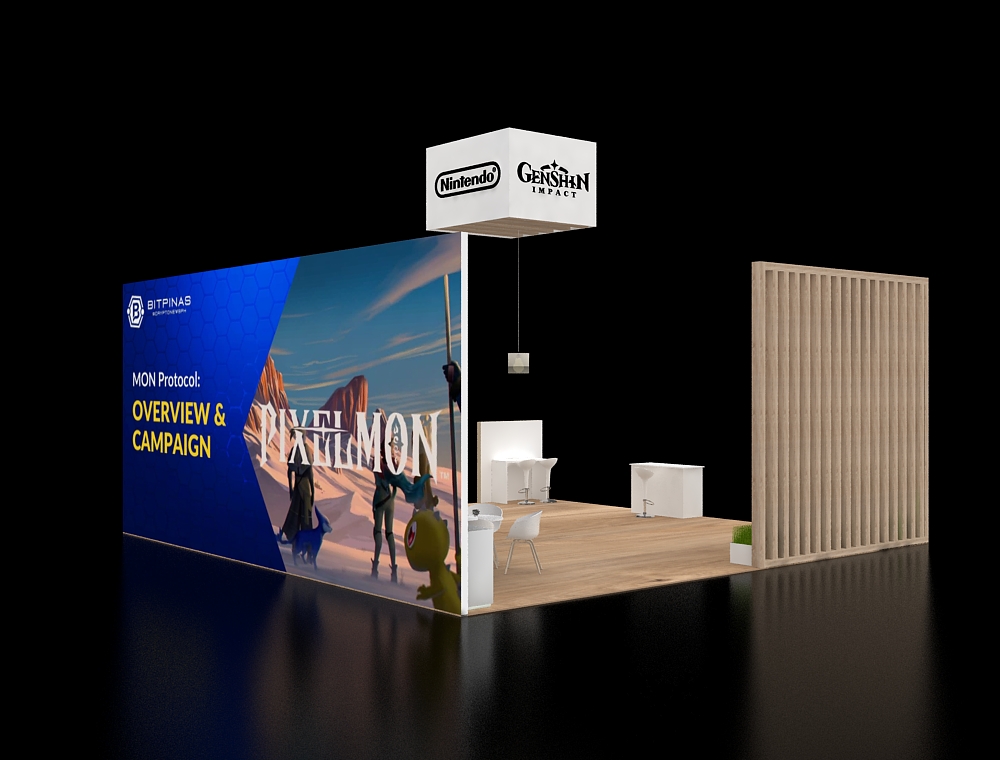 Nintendo®
GENSHIN
IMPACT
BITPINAS
MON Protocol:
OVERVIEW &
CAMPAIGN
PIXELMON